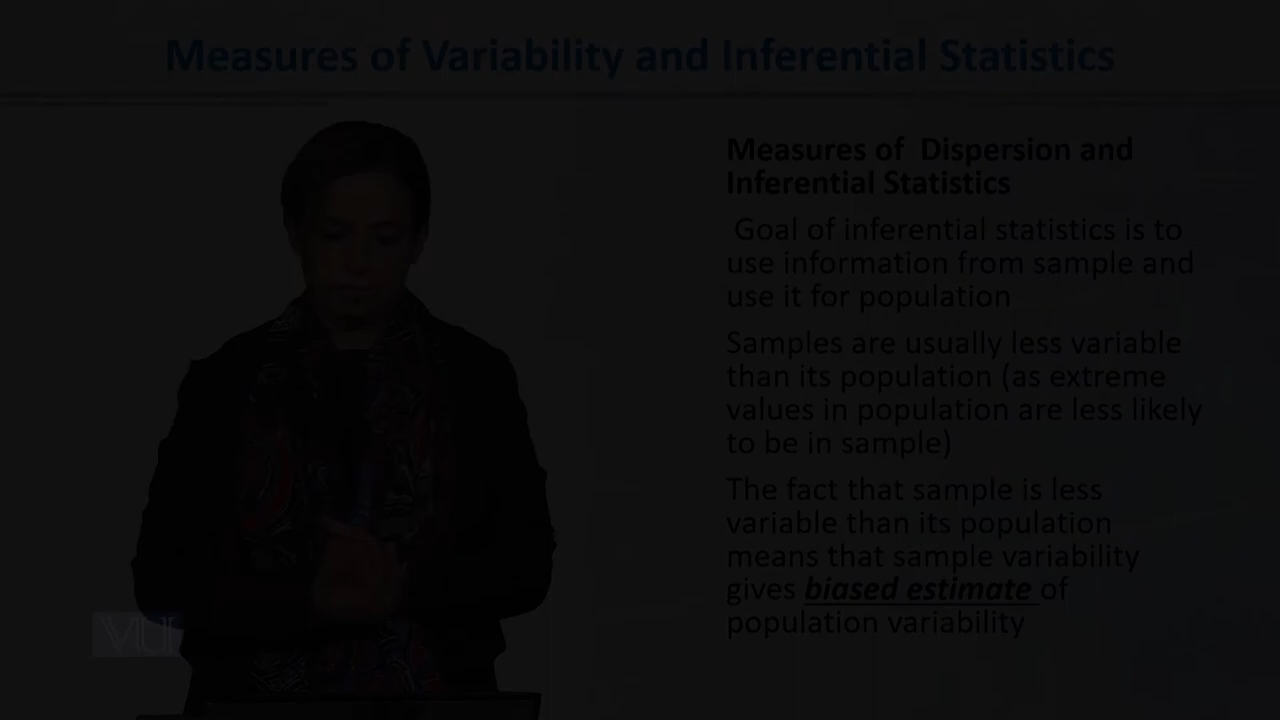 Measures of Variability and Inferential Statistics
Measures of Dispersion and
Inferential Statistics
Goal of inferential statistics is to
use information from sample and
use it for population
Samples are usually less variable
than its population (as extreme
values in population are less likely
to be in sample)
The fact that sample is less
variable than its population
means that sample variability
gives biased estimate of
population variability
VU